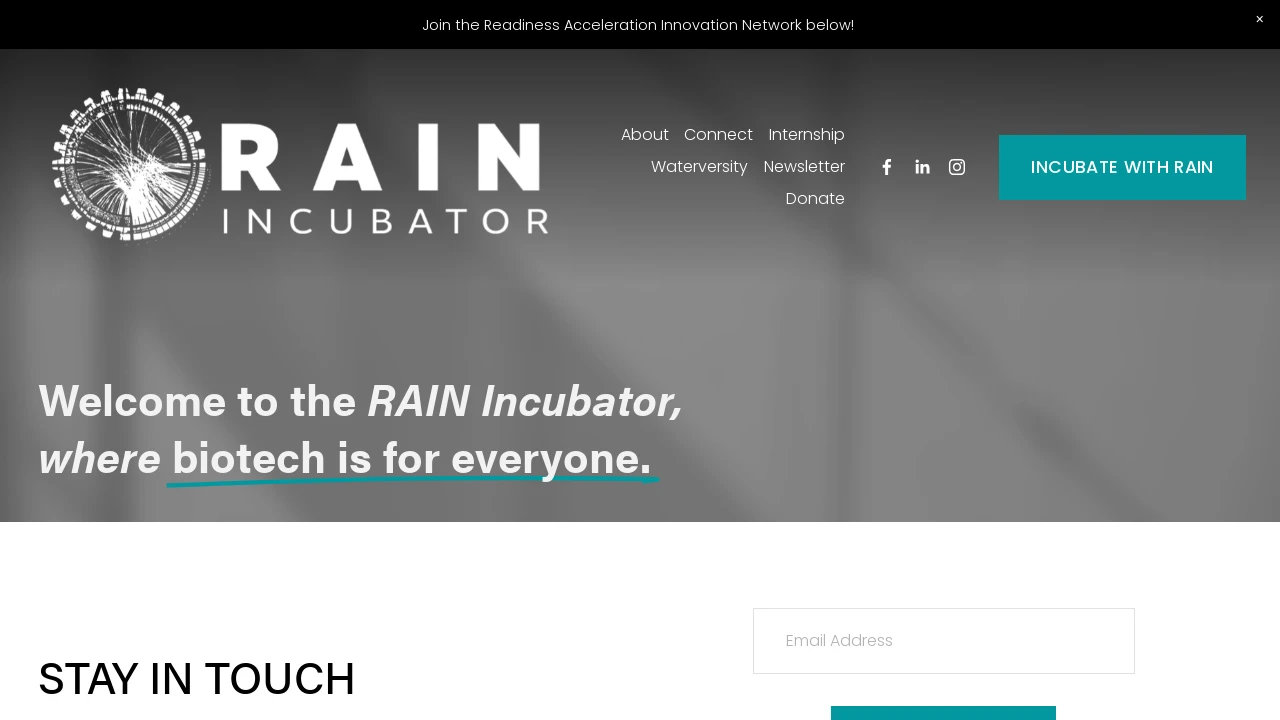 Join the Readiness Acceleration Innovation Network below!
×
RAIN
INCUBATOR
About Connect Internship
Waterversity Newsletter
Donate
INCUBATE WITH RAIN
Welcome to the RAIN Incubator,
where biotech is for everyone.
Email Address
STAY IN TOUCH